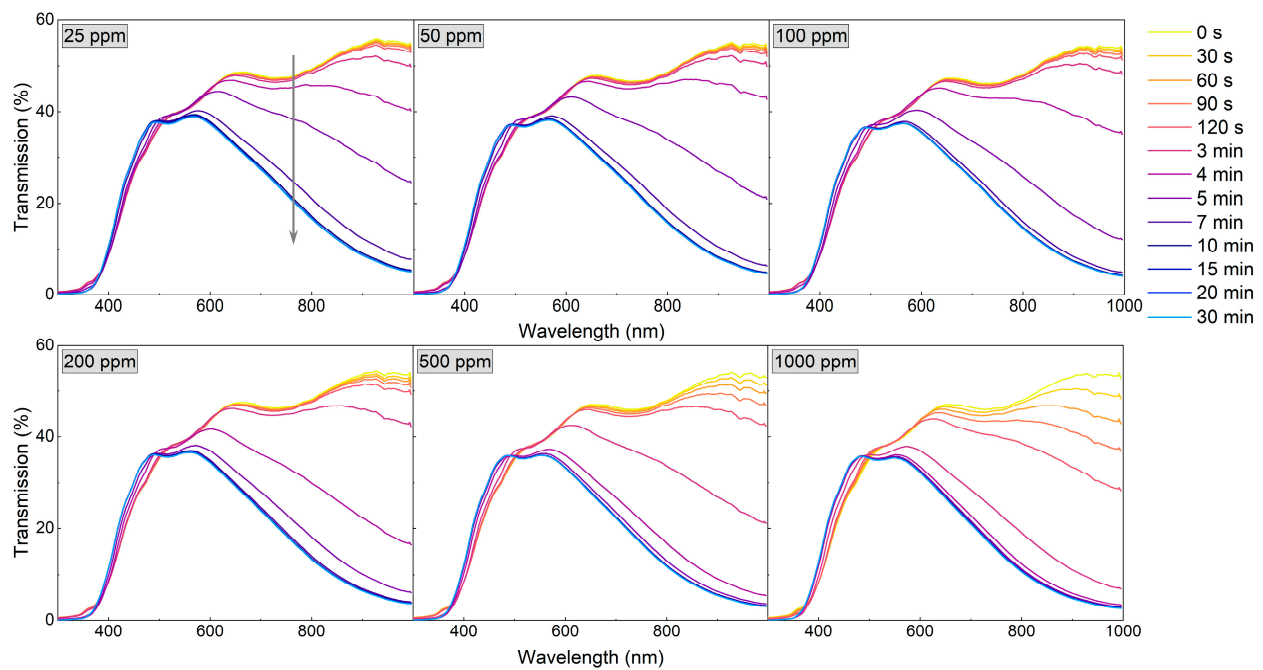 25 ppm
50 ppm
100 ppm
60
40
20
0
Transmission (%)
400
600
800
400
600
800
400
600
800
1000
Wavelength (nm)
0 s
30 s
60 s
90 s
120 s
3 min
4 min
5 min
7 min
10 min
15 min
20 min
30 min
200 ppm
500 ppm
1000 ppm
60
40
20
0
Transmission (%)
400
600
800
400
600
800
400
600
800
1000
Wavelength (nm)